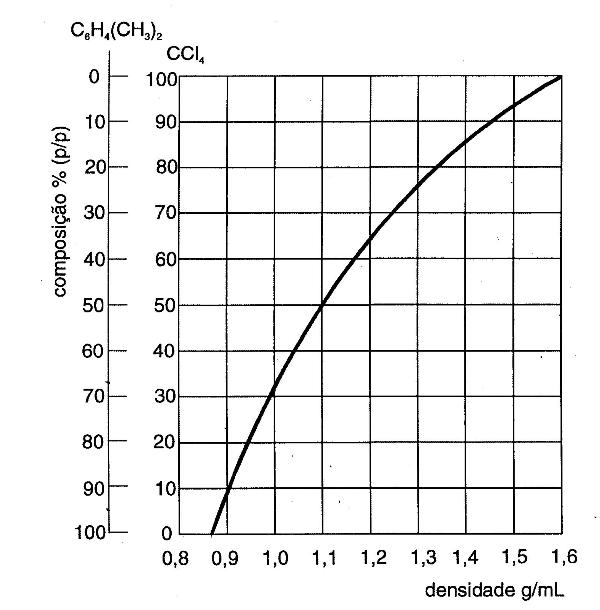 C₆H₄(CH₃)₂
CCl₄
0 100
10 90
20 80
30 70
40 60
50 50
60 40
70 30
80 20
90 10
100 0
composição % (p/p)
0,8 0,9 1,0 1,1 1,2 1,3 1,4 1,5 1,6
densidade g/mL